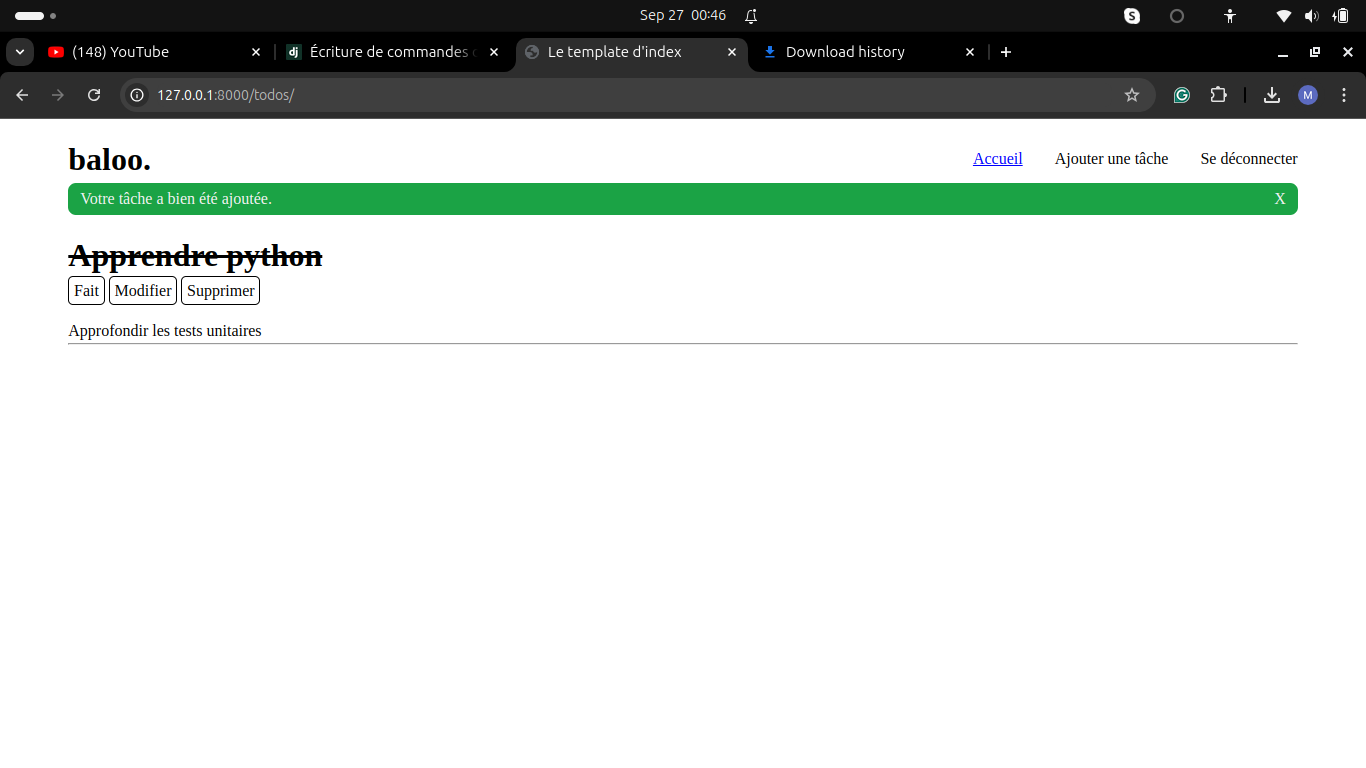 Sep 27 00:46
(148) YouTube
Écriture de commandes
Le template d'index
Download history
127.0.0.1:8000/todos/
M
baloo.
Accueil Ajouter une tâche Se déconnecter
Votre tâche a bien été ajoutée. X
Apprendre python
Fait Modifier Supprimer
Approfondir les tests unitaires